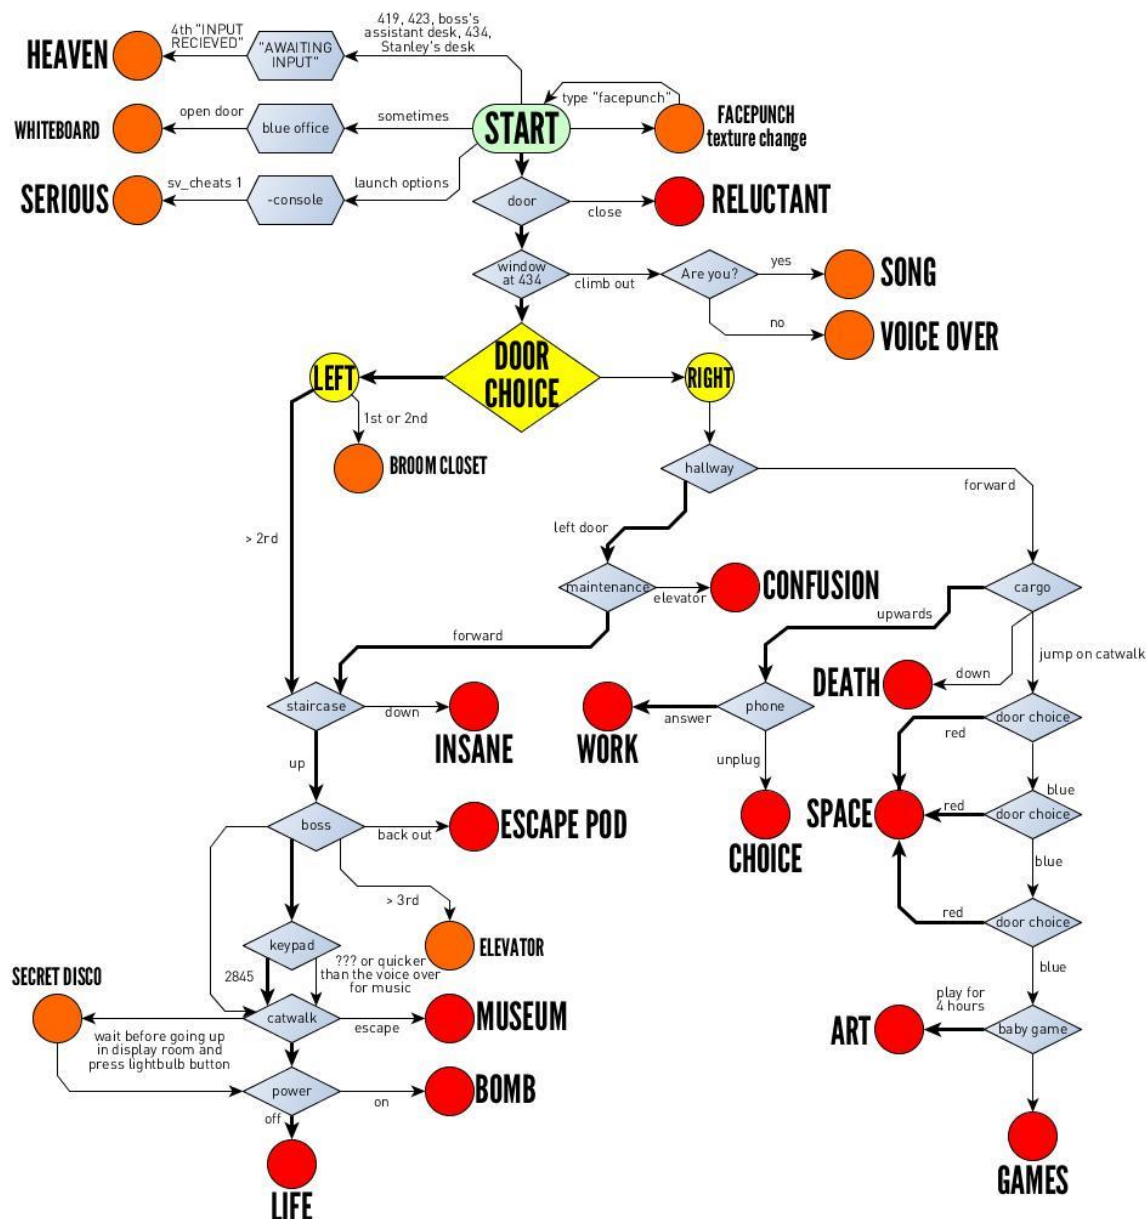 HEAVEN
4th "INPUT
RECIEVED"
"AWAITING
INPUT"
419, 423, boss's
assistant desk, 434,
Stanley's desk
WHITEBOARD
open door
blue office
sometimes
START
type "facepunch"
FACEPUNCH
texture change
SERIOUS
sv_cheats 1
-console
launch options
door
close
RELUCTANT
window
at 434
climb out
Are you?
yes
SONG
no
VOICE OVER
DOOR
CHOICE
LEFT
RIGHT
1st or 2nd
BROOM CLOSET
> 2rd
hallway
left door
forward
maintenance
elevator
CONFUSION
cargo
upwards
down
DEATH
jump on catwalk
forward
staircase
down
INSANE
up
phone
answer
WORK
unplug
CHOICE
door choice
red
blue
SPACE
door choice
red
blue
door choice
red
blue
boss
back out
ESCAPE POD
> 3rd
ELEVATOR
keypad
2845
??? or quicker
than the voice over
for music
SECRET DISCO
catwalk
escape
MUSEUM
wait before going up
in display room and
press lightbulb button
power
on
BOMB
off
LIFE
play for
4 hours
baby game
ART
GAMES